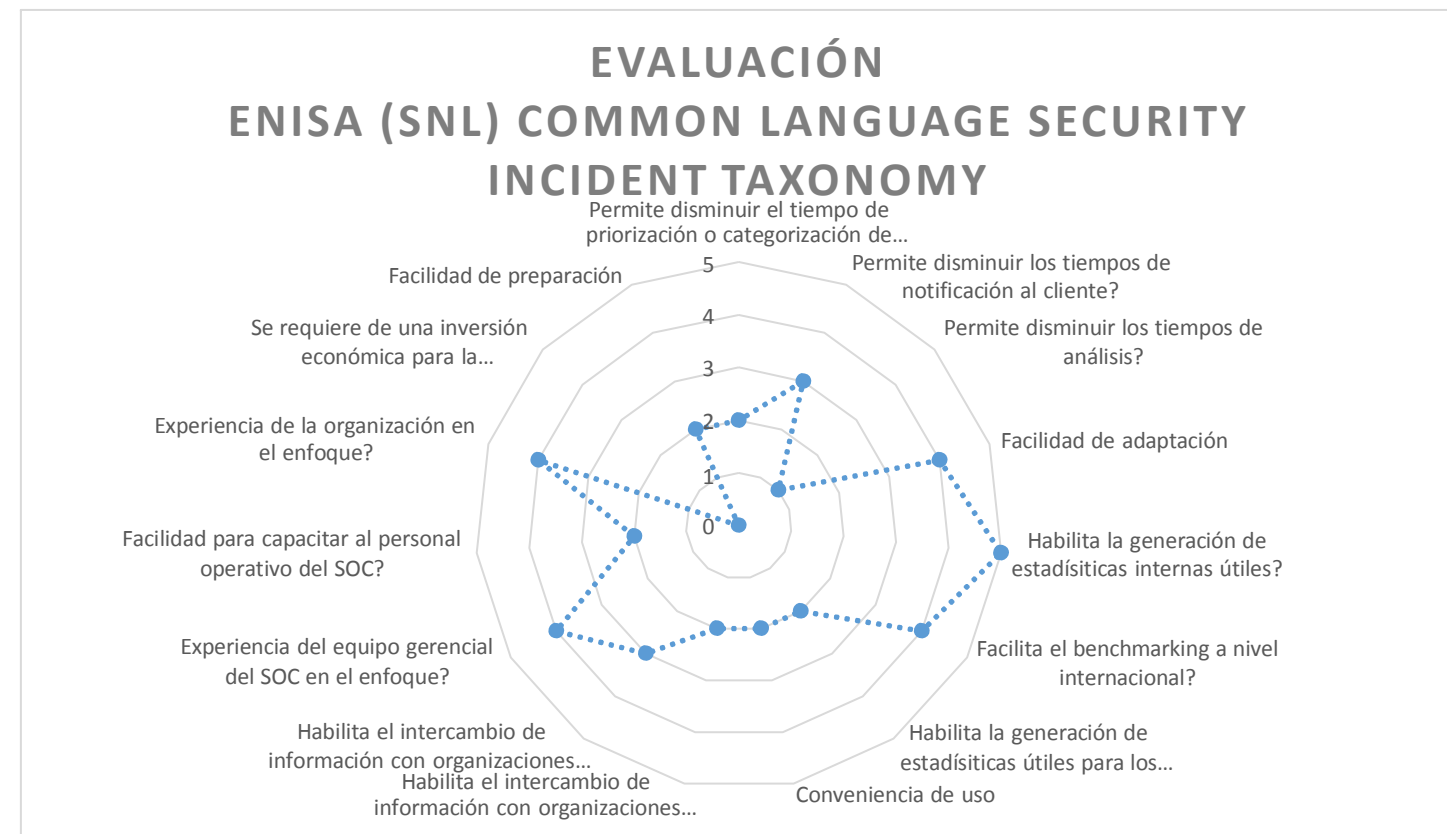 EVALUACIÓN
ENISA (SNL) COMMON LANGUAGE SECURITY
INCIDENT TAXONOMY
Permite disminuir el tiempo de
priorización o categorización de...
Permite disminuir los tiempos de
notificación al cliente?
Permite disminuir los tiempos de
análisis?
Facilidad de adaptación
Habilita la generación de
estadísiticas internas útiles?
Facilita el benchmarking a nivel
internacional?
Habilita la generación de
estadísiticas útiles para los...
Conveniencia de uso
Habilita el intercambio de
información con organizaciones...
Habilita el intercambio de
información con organizaciones...
Experiencia del equipo gerencial
del SOC en el enfoque?
Facilidad para capacitar al personal
operativo del SOC?
Experiencia de la organización en
el enfoque?
Se requiere de una inversión
económica para la...
Facilidad de preparación
5
4
3
2
1
0